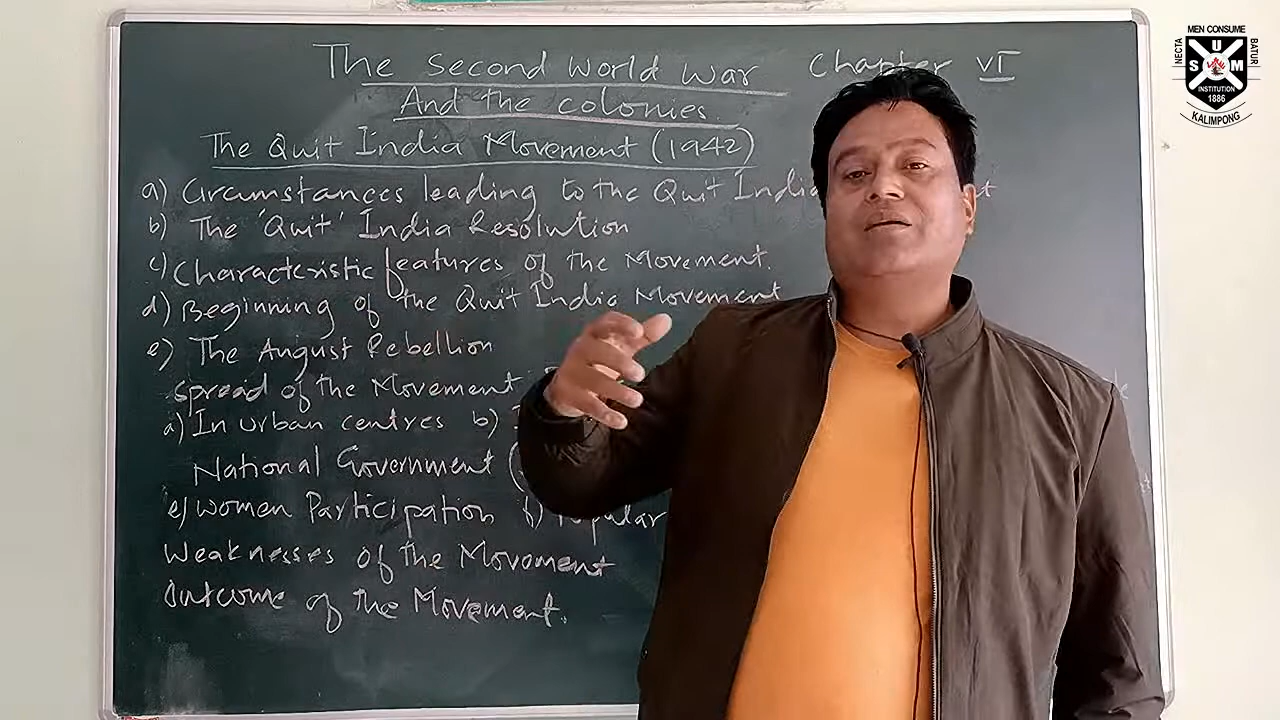 The Second World War Chapter VI
And the colonies.
The Quit India Movement (1942)
a) Circumstances leading to the Quit India
b) The 'Quit' India Resolution
c) Characteristic features of the Movement.
d) Beginning of the Quit India Movement
e) The August Rebellion
spread of the Movement
a) In urban centres b)
National Government (
e) Women Participation f) Popular
Weaknesses of the Movement
Outcome of the Movement.
MEN CONSUME
NECTA
BATUR
S U M
INSTITUTION
1886
KALIMPONG